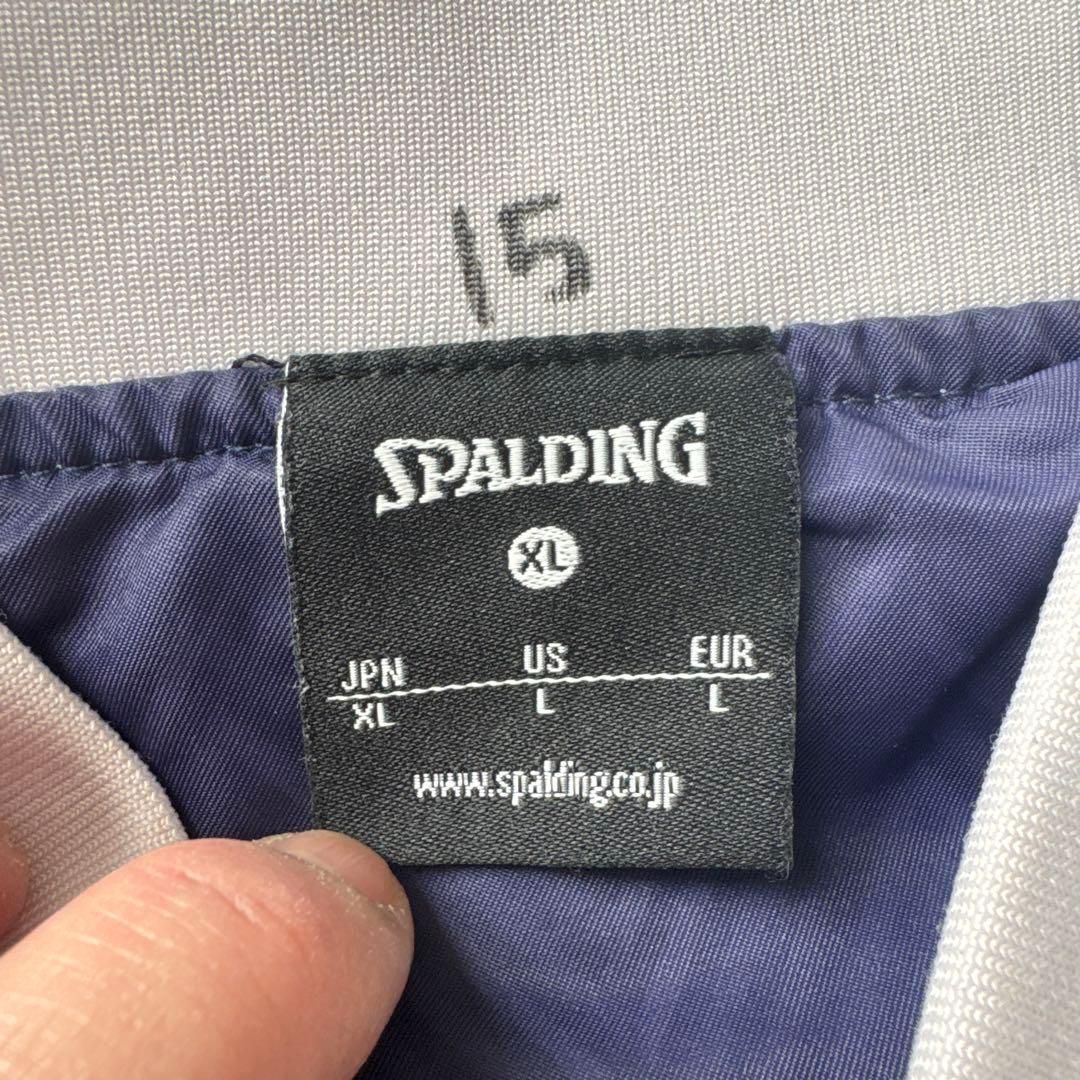 15
SPALDING
XL
JPN US EUR
XL L L
www.spalding.co.jp